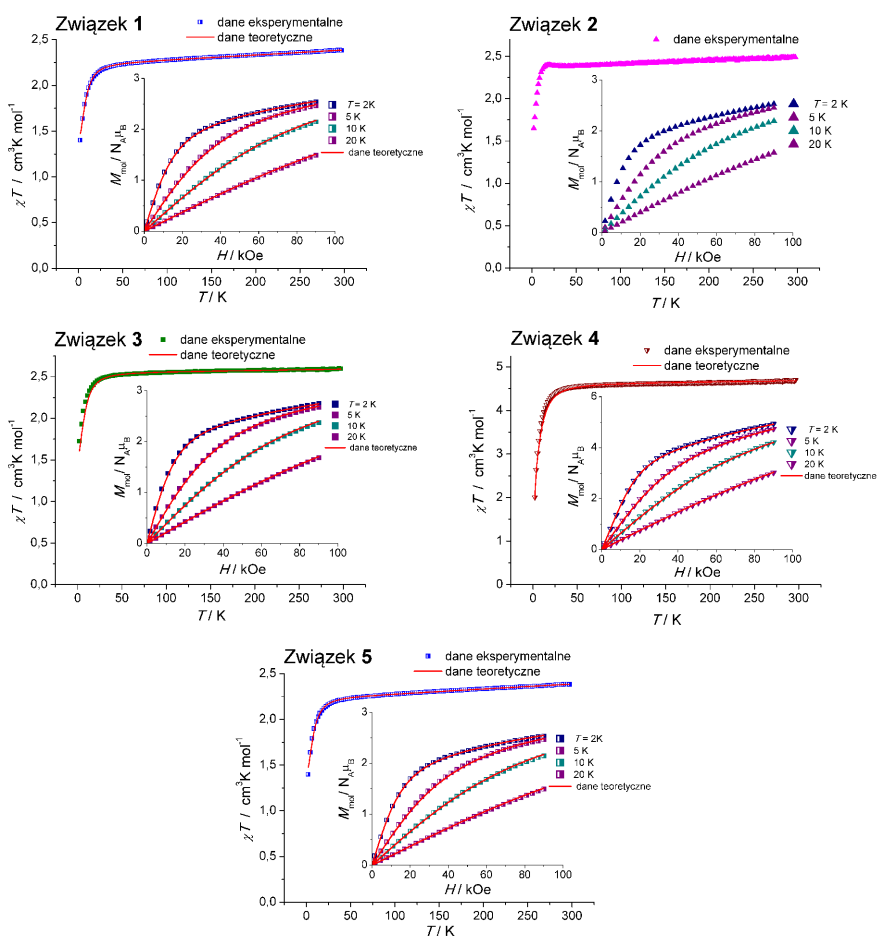 Związek 1
dane eksperymentalne
dane teoretyczne
2,5
2,0
1,5
1,0
0,5
0,0
χT / cm³K mol⁻¹
0 50 100 150 200 250 300
T / K
3
2
1
0
M_mol / N_Aμ_B
T = 2K
5 K
10 K
20 K
dane teoretyczne
0 20 40 60 80 100
H / kOe
Związek 2
dane eksperymentalne
2.5
2.0
1.5
1.0
0.5
0.0
χT / cm³K mol⁻¹
0 50 100 150 200 250 300
T / K
3
2
1
0
M_mol / N_Aμ_B
T = 2 K
5 K
10 K
20 K
0 20 40 60 80 100
H / kOe
Związek 3
dane eksperymentalne
dane teoretyczne
2.5
2.0
1.5
1.0
0,5
0,0
χT / cm³K mol⁻¹
0 50 100 150 200 250 300
T / K
3
2
1
0
M_mol / N_Aμ_B
T = 2 K
5 K
10 K
20 K
dane teoretyczne
0 20 40 60 80 100
H / kOe
Związek 4
dane eksperymentalne
dane teoretyczne
5
4
3
2
1
0
χT / cm³K mol⁻¹
0 50 100 150 200 250 300
T / K
6
4
2
0
M_mol / N_Aμ_B
T = 2 K
5 K
10 K
20 K
dane teoretyczne
0 20 40 60 80 100
H / kOe
Związek 5
dane eksperymentalne
dane teoretyczne
2,5
2,0
1,5
1,0
0,5
0,0
χT / cm³K mol⁻¹
0 50 100 150 200 250 300
T / K
3
2
1
0
M_mol / N_Aμ_B
T = 2K
5 K
10 K
20 K
dane teoretyczne
0 20 40 60 80 100
H / kOe